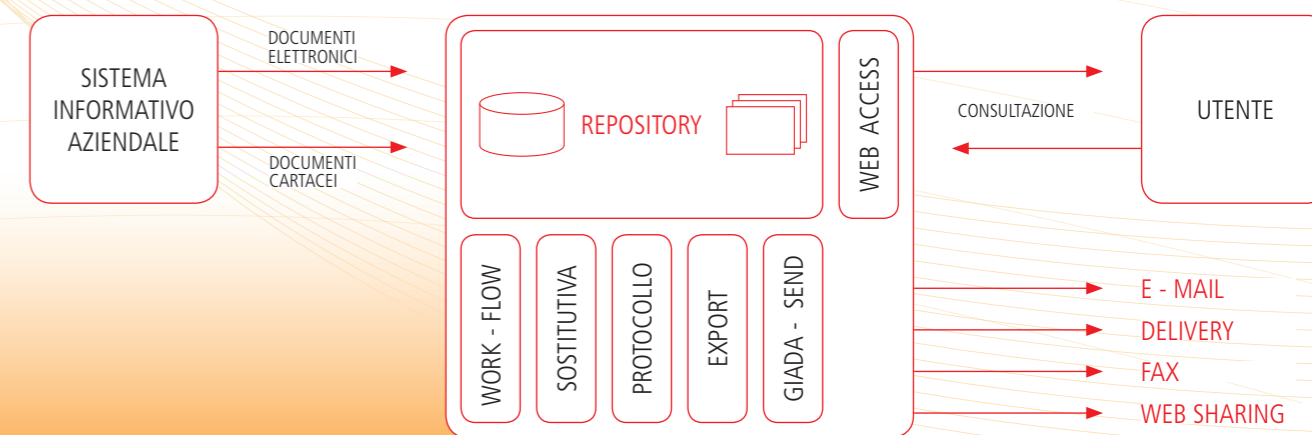 SISTEMA
INFORMATIVO
AZIENDALE
DOCUMENTI
ELETTRONICI
DOCUMENTI
CARTACEI
REPOSITORY
WEB ACCESS
WORK - FLOW
SOSTITUTIVA
PROTOCOLLO
EXPORT
GIADA - SEND
CONSULTAZIONE
UTENTE
E - MAIL
DELIVERY
FAX
WEB SHARING